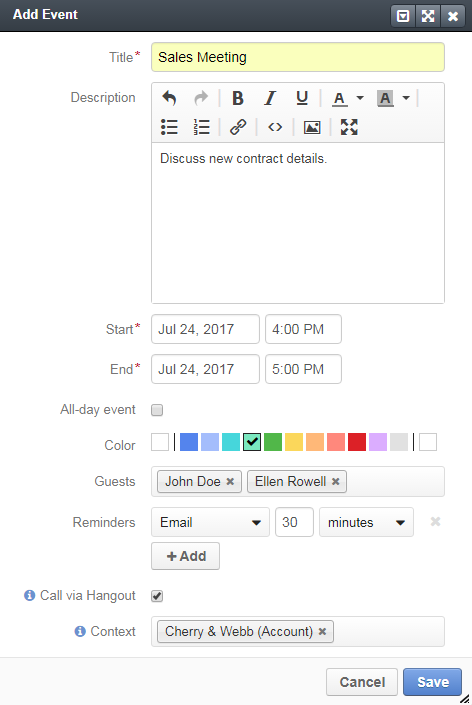 Add Event
Title* Sales Meeting
Description
B I U A A
Discuss new contract details.
Start* Jul 24, 2017 4:00 PM
End* Jul 24, 2017 5:00 PM
All-day event
Color
Guests John Doe × Ellen Rowell ×
Reminders Email 30 minutes ×
+ Add
Call via Hangout
Context Cherry & Webb (Account) ×
Cancel Save